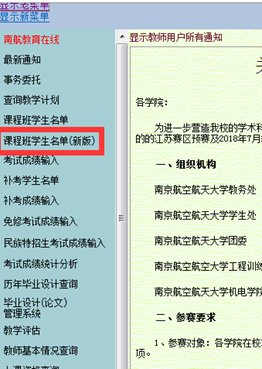 显示老菜单
显示新菜单
南航教育在线
最新通知
事务委托
查询教学计划
课程班学生名单
课程班学生名单(新版)
考试成绩输入
补考学生名单
补考成绩输入
免修考试成绩输入
民族特招生考试成绩输入
考试成绩统计分析
历年毕业设计查询
毕业设计(论文)
管理系统
教学评估
教师基本情况查询
显示教师用户所有通知
各学院：
为进一步营造我校的学术科
的的江苏赛区预赛及2018年7月
一、组织机构
南京航空航天大学教务处
南京航空航天大学学生处
南京航空航天大学团委
南京航空航空大学工程训练
南京航空航天大学机电学院
二、参赛要求
1、参赛对象：各学院在校
项。